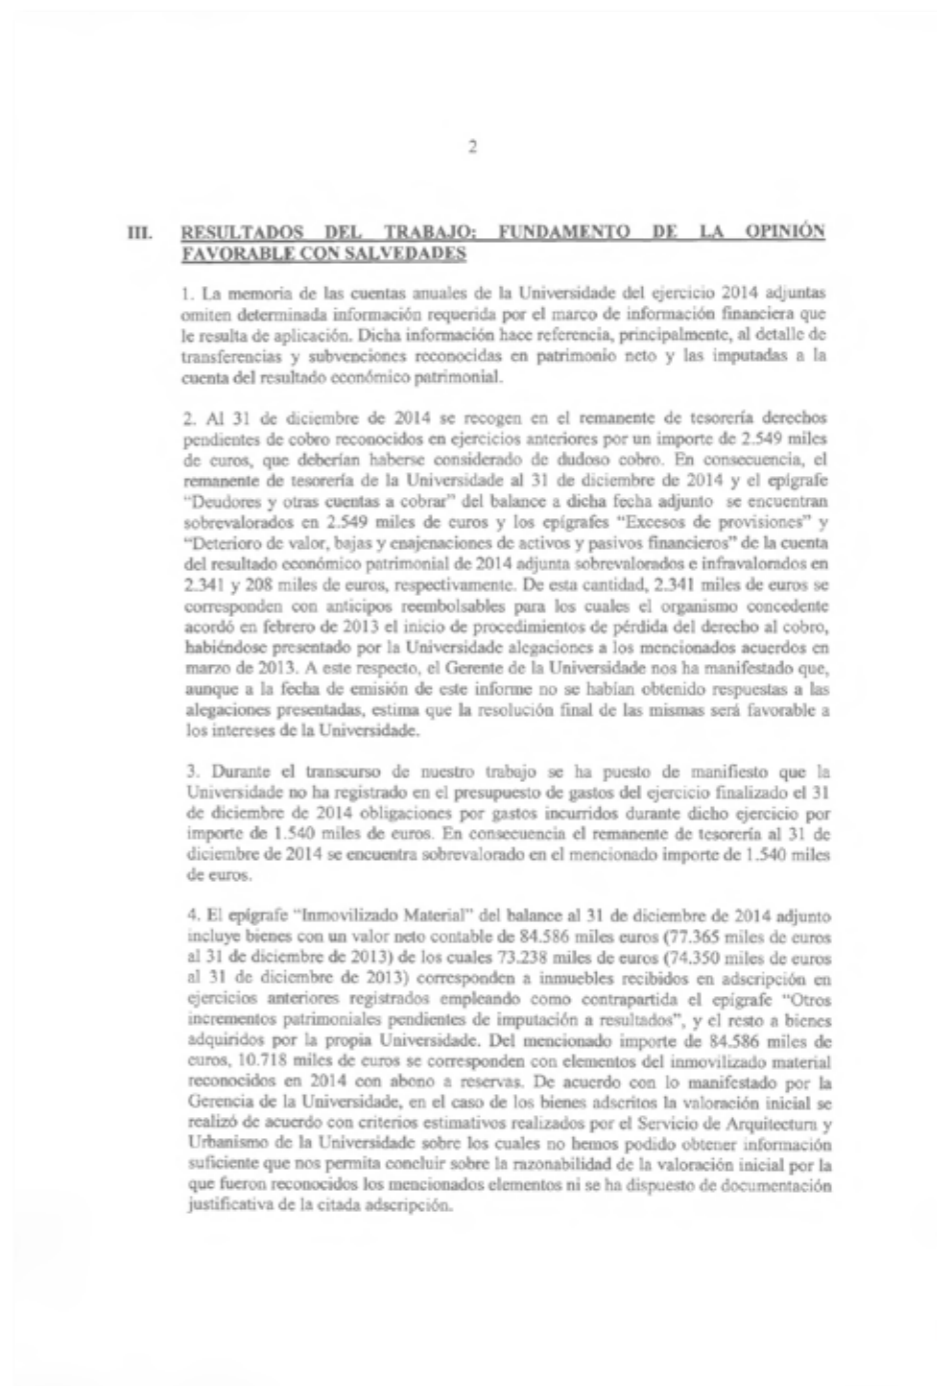 2
III. RESULTADOS DEL TRABAJO: FUNDAMENTO DE LA OPINIÓN
FAVORABLE CON SALVEDADES
1. La memoria de las cuentas anuales de la Universidade del ejercicio 2014 adjuntas
omiten determinada información requerida por el marco de información financiera que
le resulta de aplicación. Dicha información hace referencia, principalmente, al detalle de
transferencias y subvenciones reconocidas en patrimonio neto y las imputadas a la
cuenta del resultado económico patrimonial.
2. Al 31 de diciembre de 2014 se recogen en el remanente de tesorería derechos
pendientes de cobro reconocidos en ejercicios anteriores por un importe de 2.549 miles
de euros, que deberían haberse considerado de dudoso cobro. En consecuencia, el
remanente de tesorería de la Universidade al 31 de diciembre de 2014 y el epígrafe
“Deudores y otras cuentas a cobrar” del balance a dicha fecha adjunto se encuentran
sobrevalorados en 2.549 miles de euros y los epígrafes “Excesos de provisiones” y
“Deterioro de valor, bajas y enajenaciones de activos y pasivos financieros” de la cuenta
del resultado económico patrimonial de 2014 adjunta sobrevalorados e infravalorados en
2.341 y 208 miles de euros, respectivamente. De esta cantidad, 2.341 miles de euros se
corresponden con anticipos reembolsables para los cuales el organismo concedente
acordó en febrero de 2013 el inicio de procedimientos de pérdida del derecho al cobro,
habiéndose presentado por la Universidade alegaciones a los mencionados acuerdos en
marzo de 2013. A este respecto, el Gerente de la Universidade nos ha manifestado que,
aunque a la fecha de emisión de este informe no se habían obtenido respuestas a las
alegaciones presentadas, estima que la resolución final de las mismas será favorable a
los intereses de la Universidade.
3. Durante el transcurso de nuestro trabajo se ha puesto de manifiesto que la
Universidade no ha registrado en el presupuesto de gastos del ejercicio finalizado el 31
de diciembre de 2014 obligaciones por gastos incurridos durante dicho ejercicio por
importe de 1.540 miles de euros. En consecuencia el remanente de tesorería al 31 de
diciembre de 2014 se encuentra sobrevalorado en el mencionado importe de 1.540 miles
de euros.
4. El epígrafe “Inmovilizado Material” del balance al 31 de diciembre de 2014 adjunto
incluye bienes con un valor neto contable de 84.586 miles euros (77.365 miles de euros
al 31 de diciembre de 2013) de los cuales 73.238 miles de euros (74.350 miles de euros
al 31 de diciembre de 2013) corresponden a inmuebles recibidos en adscripción en
ejercicios anteriores registrados empleando como contrapartida el epígrafe “Otros
incrementos patrimoniales pendientes de imputación a resultados”, y el resto a bienes
adquiridos por la propia Universidade. Del mencionado importe de 84.586 miles de
euros, 10.718 miles de euros se corresponden con elementos del inmovilizado material
reconocidos en 2014 con abono a reservas. De acuerdo con lo manifestado por la
Gerencia de la Universidade, en el caso de los bienes adscritos la valoración inicial se
realizó de acuerdo con criterios estimativos realizados por el Servicio de Arquitectura y
Urbanismo de la Universidade sobre los cuales no hemos podido obtener información
suficiente que nos permita concluir sobre la razonabilidad de la valoración inicial por la
que fueron reconocidos los mencionados elementos ni se ha dispuesto de documentación
justificativa de la citada adscripción.